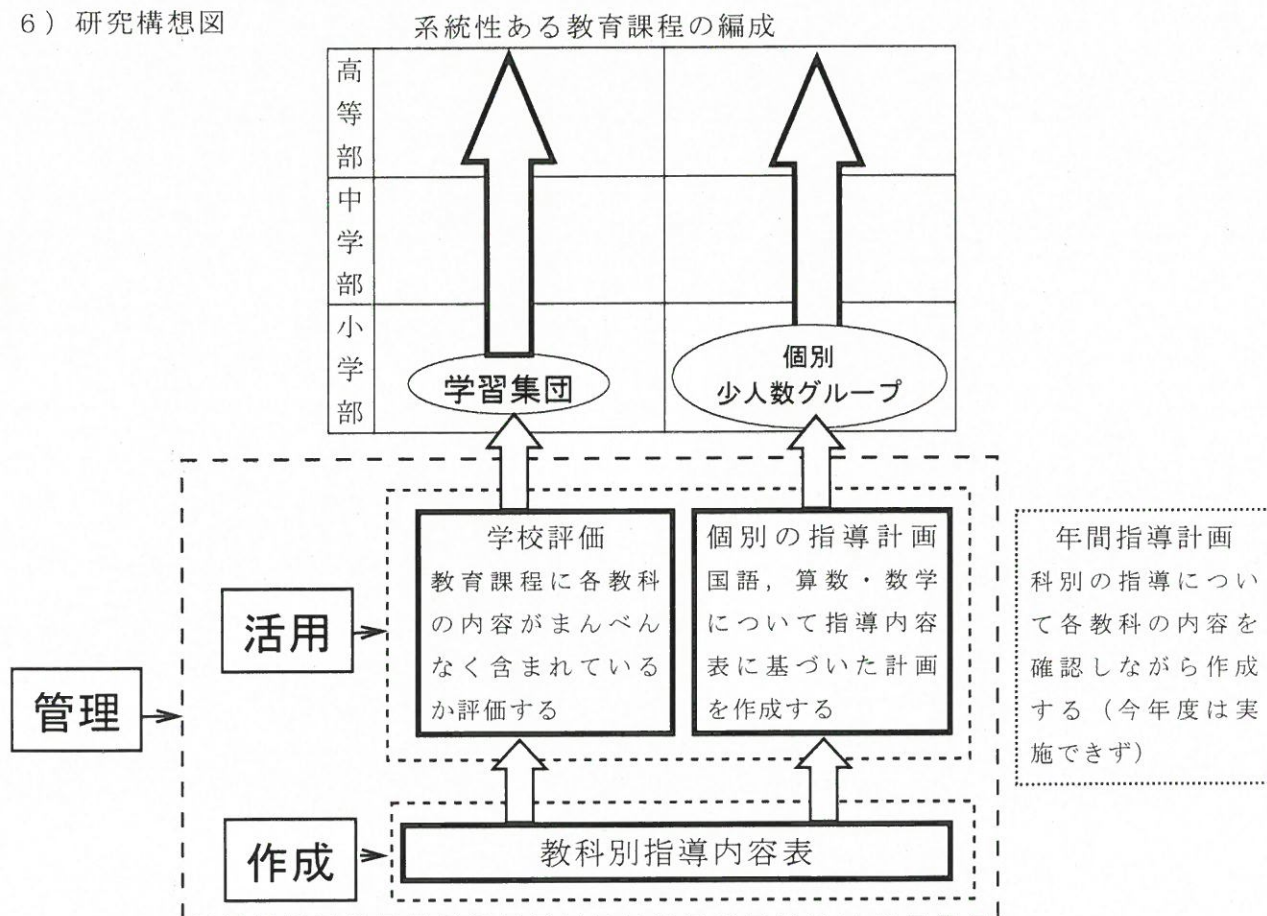 6）研究構想図
系統性ある教育課程の編成
高等部
中学部
小学部
学習集団
個別
少人数グループ
管理
活用
作成
学校評価
教育課程に各教科
の内容がまんべん
なく含まれている
か評価する
個別の指導計画
国語，算数・数学
について指導内容
表に基づいた計画
を作成する
年間指導計画
科別の指導につい
て各教科の内容を
確認しながら作成
する（今年度は実
施できず）
教科別指導内容表